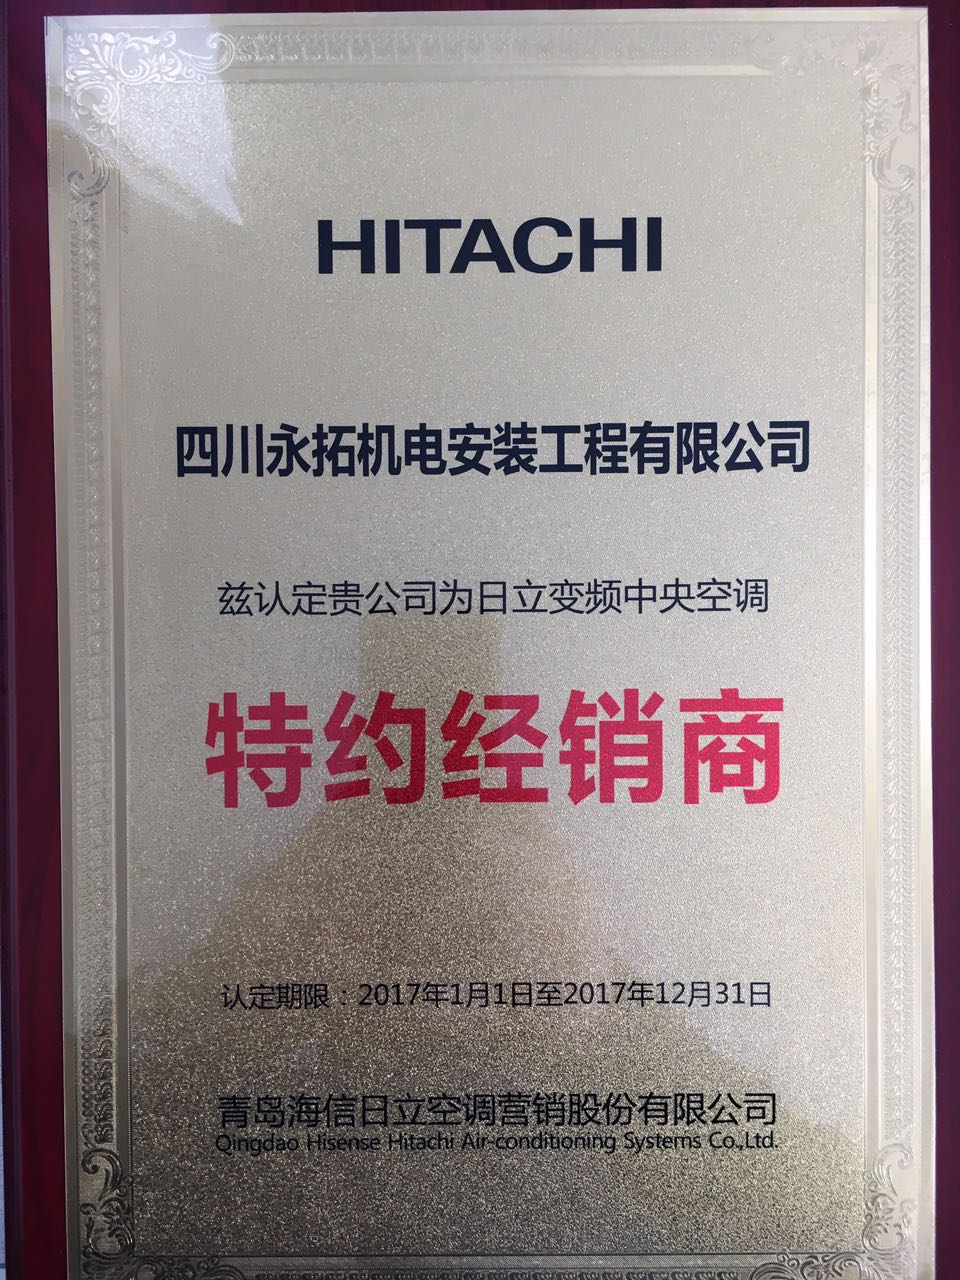 HITACHI
四川永拓机电安装工程有限公司
兹认定贵公司为日立变频中央空调
特约经销商
认定期限：2017年1月1日至2017年12月31日
青岛海信日立空调营销股份有限公司
Qingdao Hisense Hitachi Air-conditioning Systems Co.,Ltd.